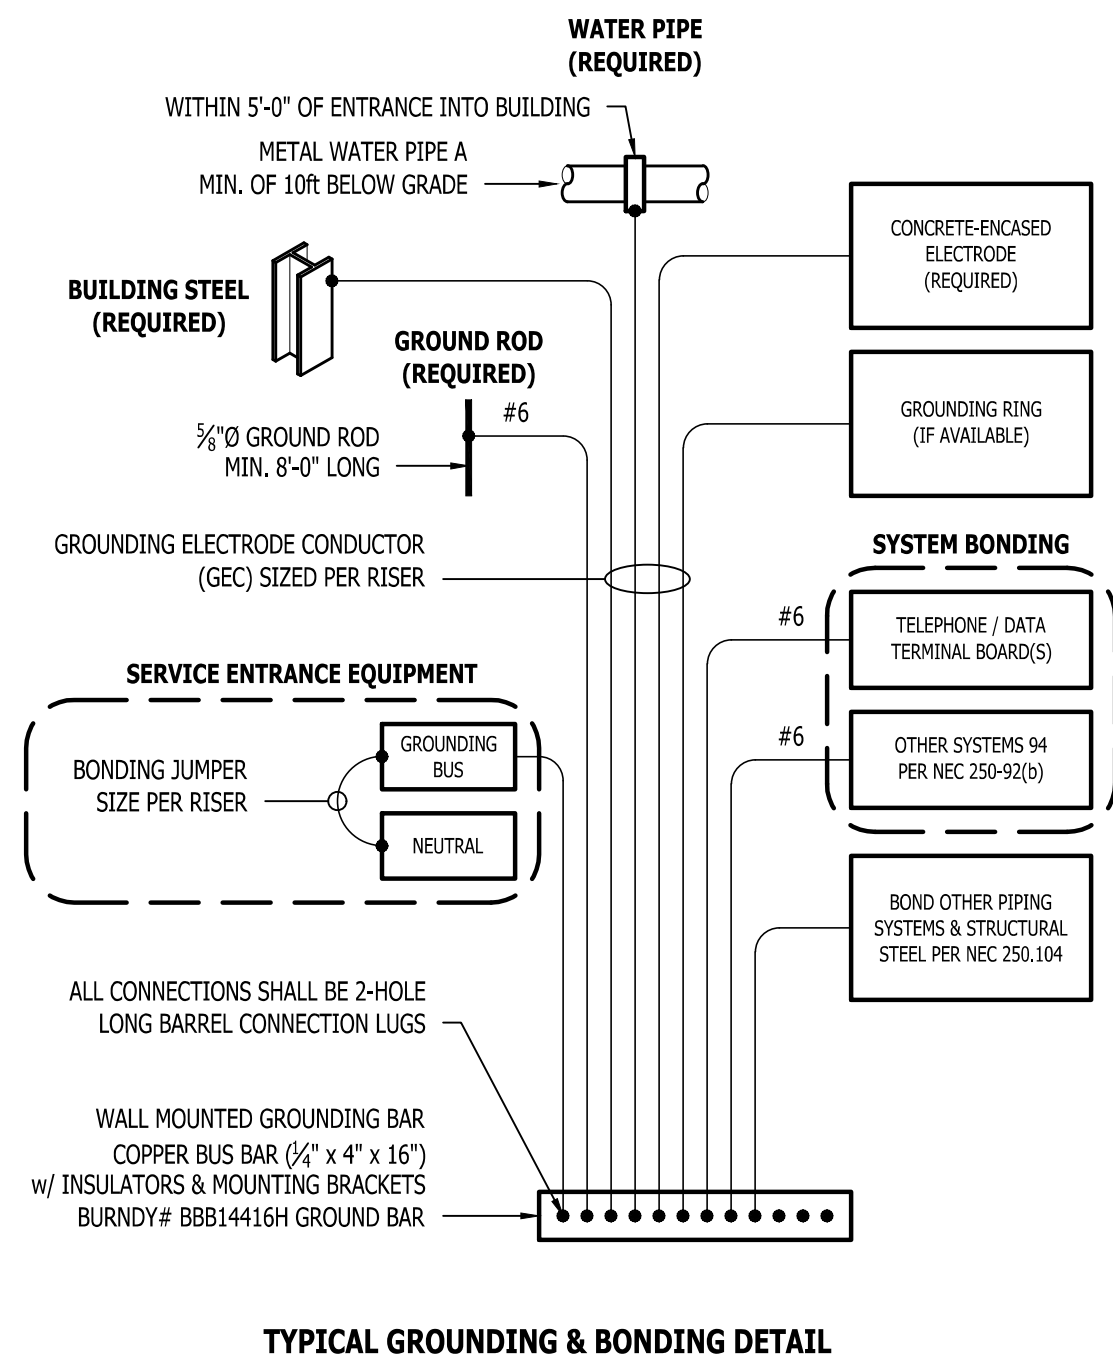 WATER PIPE
(REQUIRED)
WITHIN 5'-0" OF ENTRANCE INTO BUILDING
METAL WATER PIPE A
MIN. OF 10ft BELOW GRADE
BUILDING STEEL
(REQUIRED)
GROUND ROD
(REQUIRED)
#6
⅝"Ø GROUND ROD
MIN. 8'-0" LONG
GROUNDING ELECTRODE CONDUCTOR
(GEC) SIZED PER RISER
CONCRETE-ENCASED
ELECTRODE
(REQUIRED)
GROUNDING RING
(IF AVAILABLE)
SYSTEM BONDING
#6
TELEPHONE / DATA
TERMINAL BOARD(S)
#6
OTHER SYSTEMS 94
PER NEC 250-92(b)
BOND OTHER PIPING
SYSTEMS & STRUCTURAL
STEEL PER NEC 250.104
SERVICE ENTRANCE EQUIPMENT
GROUNDING
BUS
BONDING JUMPER
SIZE PER RISER
NEUTRAL
ALL CONNECTIONS SHALL BE 2-HOLE
LONG BARREL CONNECTION LUGS
WALL MOUNTED GROUNDING BAR
COPPER BUS BAR (¼" x 4" x 16")
w/ INSULATORS & MOUNTING BRACKETS
BURNDY# BBB14416H GROUND BAR
TYPICAL GROUNDING & BONDING DETAIL